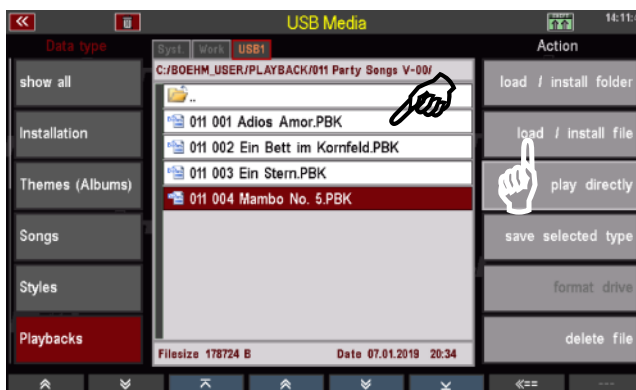 USB Media
14:11:
Data type
Syst. Work USB1
Action
C:/BOEHM_USER/PLAYBACK/011 Party Songs V-00/
show all
Installation
Themes (Albums)
Songs
Styles
Playbacks
..
011 001 Adios Amor.PBK
011 002 Ein Bett im Kornfeld.PBK
011 003 Ein Stern.PBK
011 004 Mambo No. 5.PBK
Filesize 178724 B Date 07.01.2019 20:34
load / install folder
load / install file
play directly
save selected type
format drive
delete file
«==
---